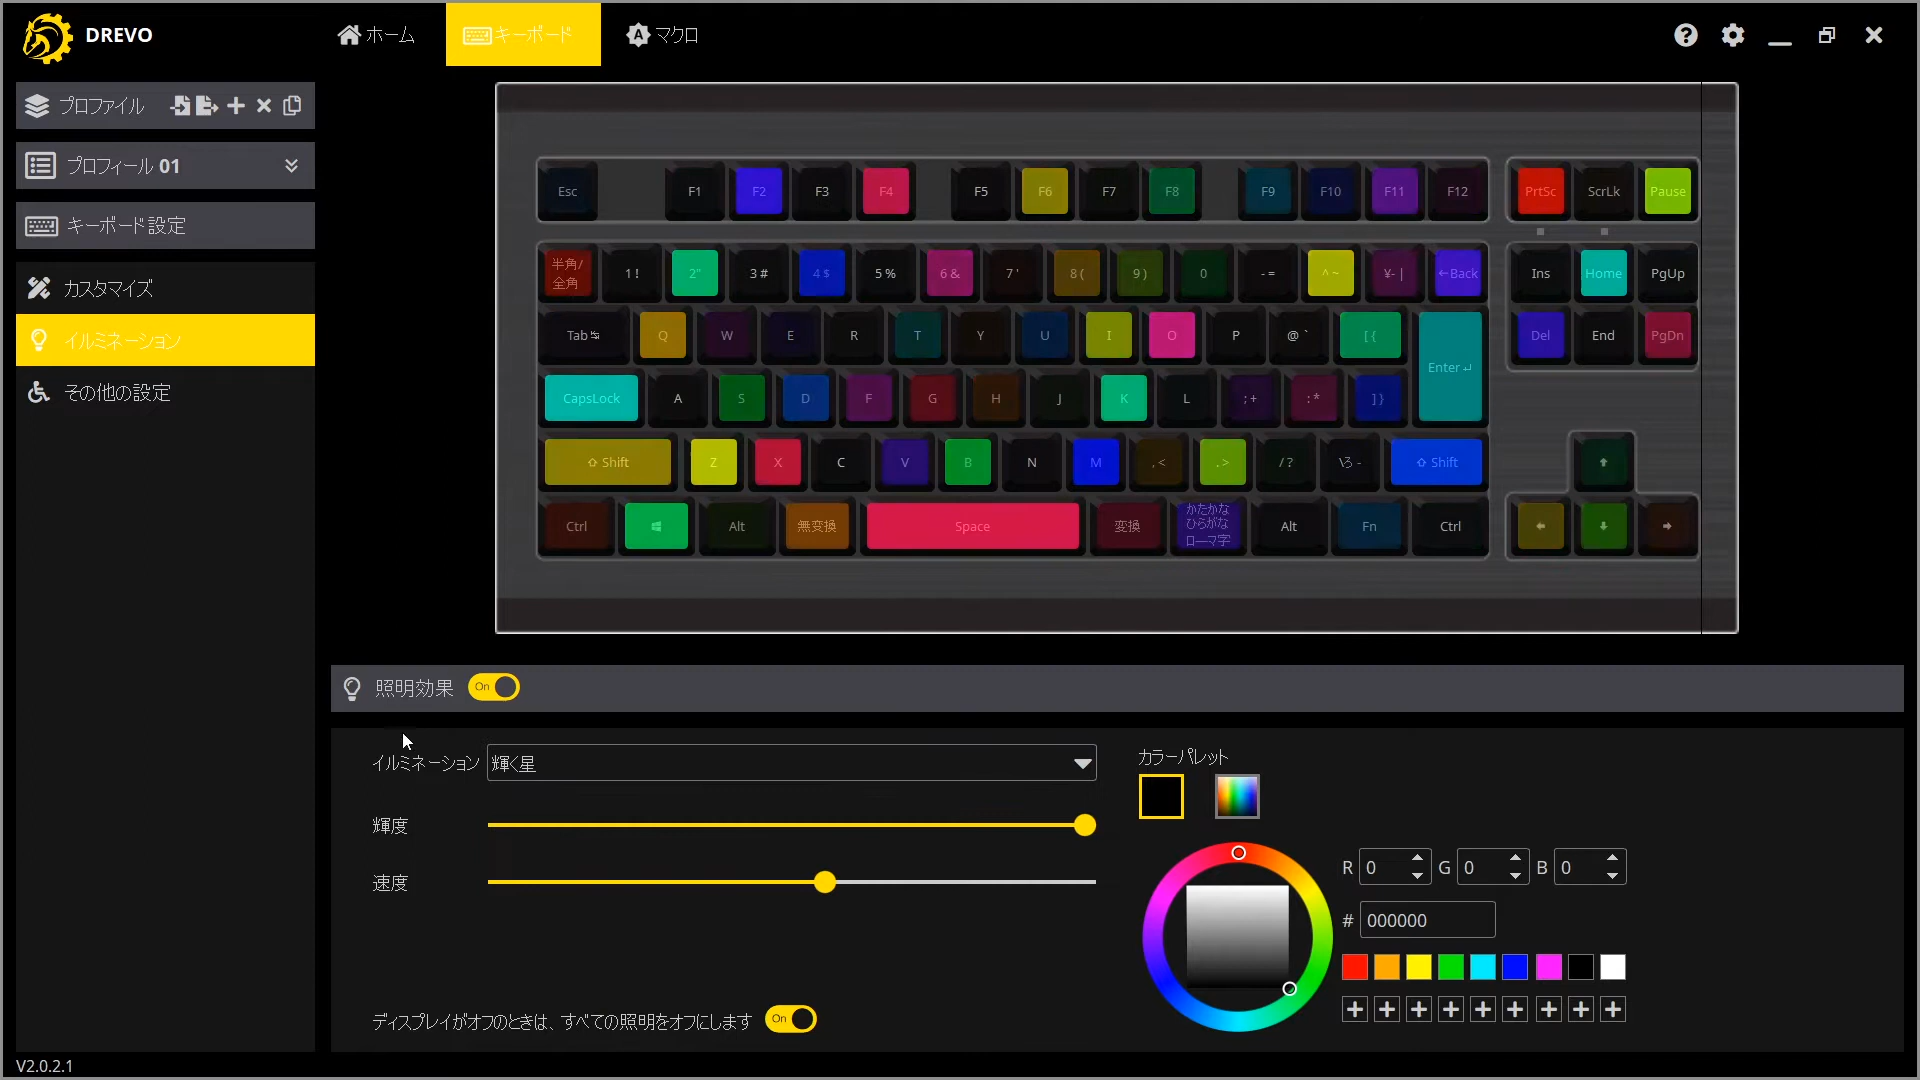 DREVO
ホーム
キーボード
マクロ
プロファイル
プロフィール 01
キーボード設定
カスタマイズ
イルミネーション
その他の設定
Esc F1 F2 F3 F4 F5 F6 F7 F8 F9 F10 F11 F12 PrtSc ScrLk Pause
半角/
全角
1 ! 2" 3 # 4 $ 5 % 6 & 7 ' 8 ( 9 ) 0 - = ^ ~ ¥- | ←Back Ins Home PgUp
Tab Q W E R T Y U I O P @ ` [ { Enter Del End PgDn
CapsLock A S D F G H J K L ; + : * ] }
⇧ Shift Z X C V B N M , < . > / ? \ろ - ⇧ Shift ↑
Ctrl Alt 無変換 Space 変換
かたかな
ひらがな
ローマ字
Alt Fn Ctrl ← ↓ →
照明効果 On
イルミネーション 輝く星
輝度
速度
ディスプレイがオフのときは、すべての照明をオフにします On
カラーパレット
R 0 G 0 B 0
# 000000
V2.0.2.1